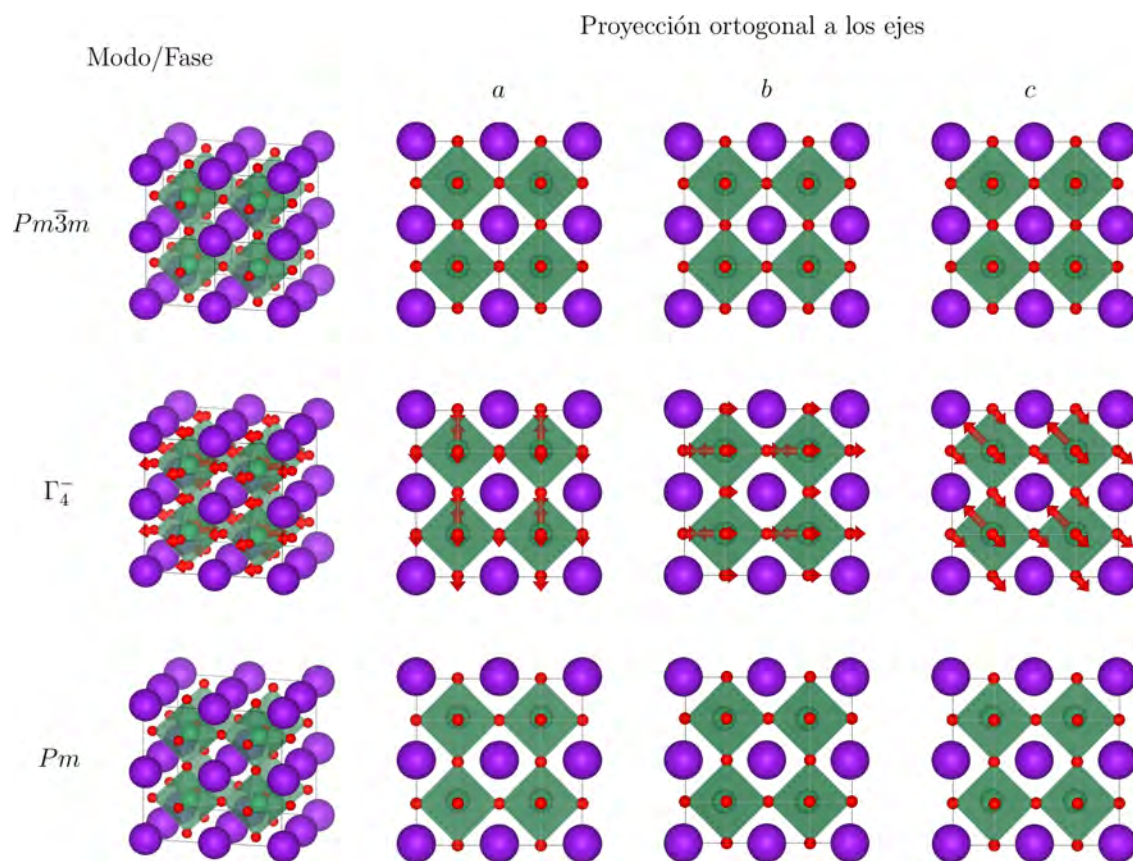 Proyección ortogonal a los ejes
Modo/Fase
a b c
Pm3̅m
Γ₄⁻
Pm